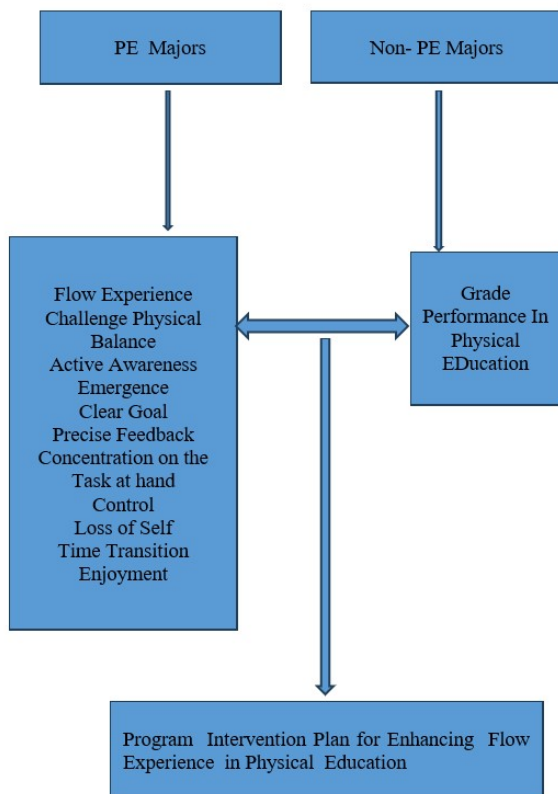 PE Majors
Non- PE Majors
Flow Experience
Challenge Physical
Balance
Active Awareness
Emergence
Clear Goal
Precise Feedback
Concentration on the
Task at hand
Control
Loss of Self
Time Transition
Enjoyment
Grade
Performance In
Physical
EDucation
Program Intervention Plan for Enhancing Flow
Experience in Physical Education